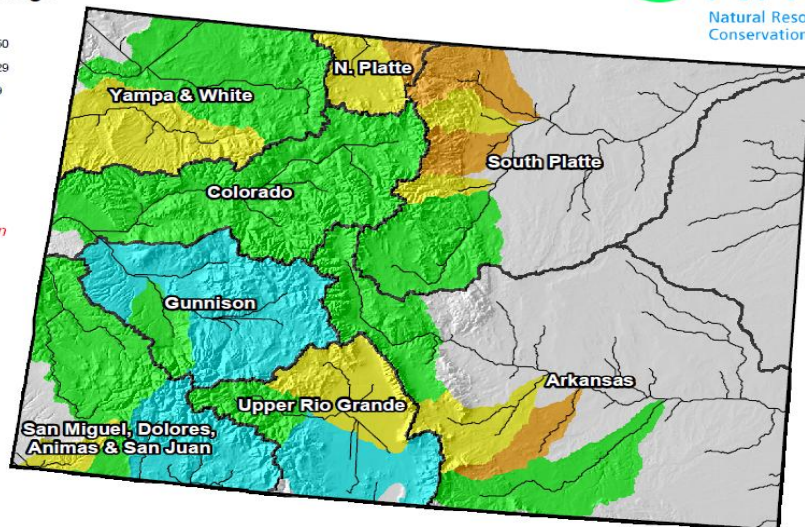 Natural Reso
Conservation
N. Platte
Yampa & White
South Platte
Colorado
Gunnison
Arkansas
Upper Rio Grande
San Miguel, Dolores,
Animas & San Juan